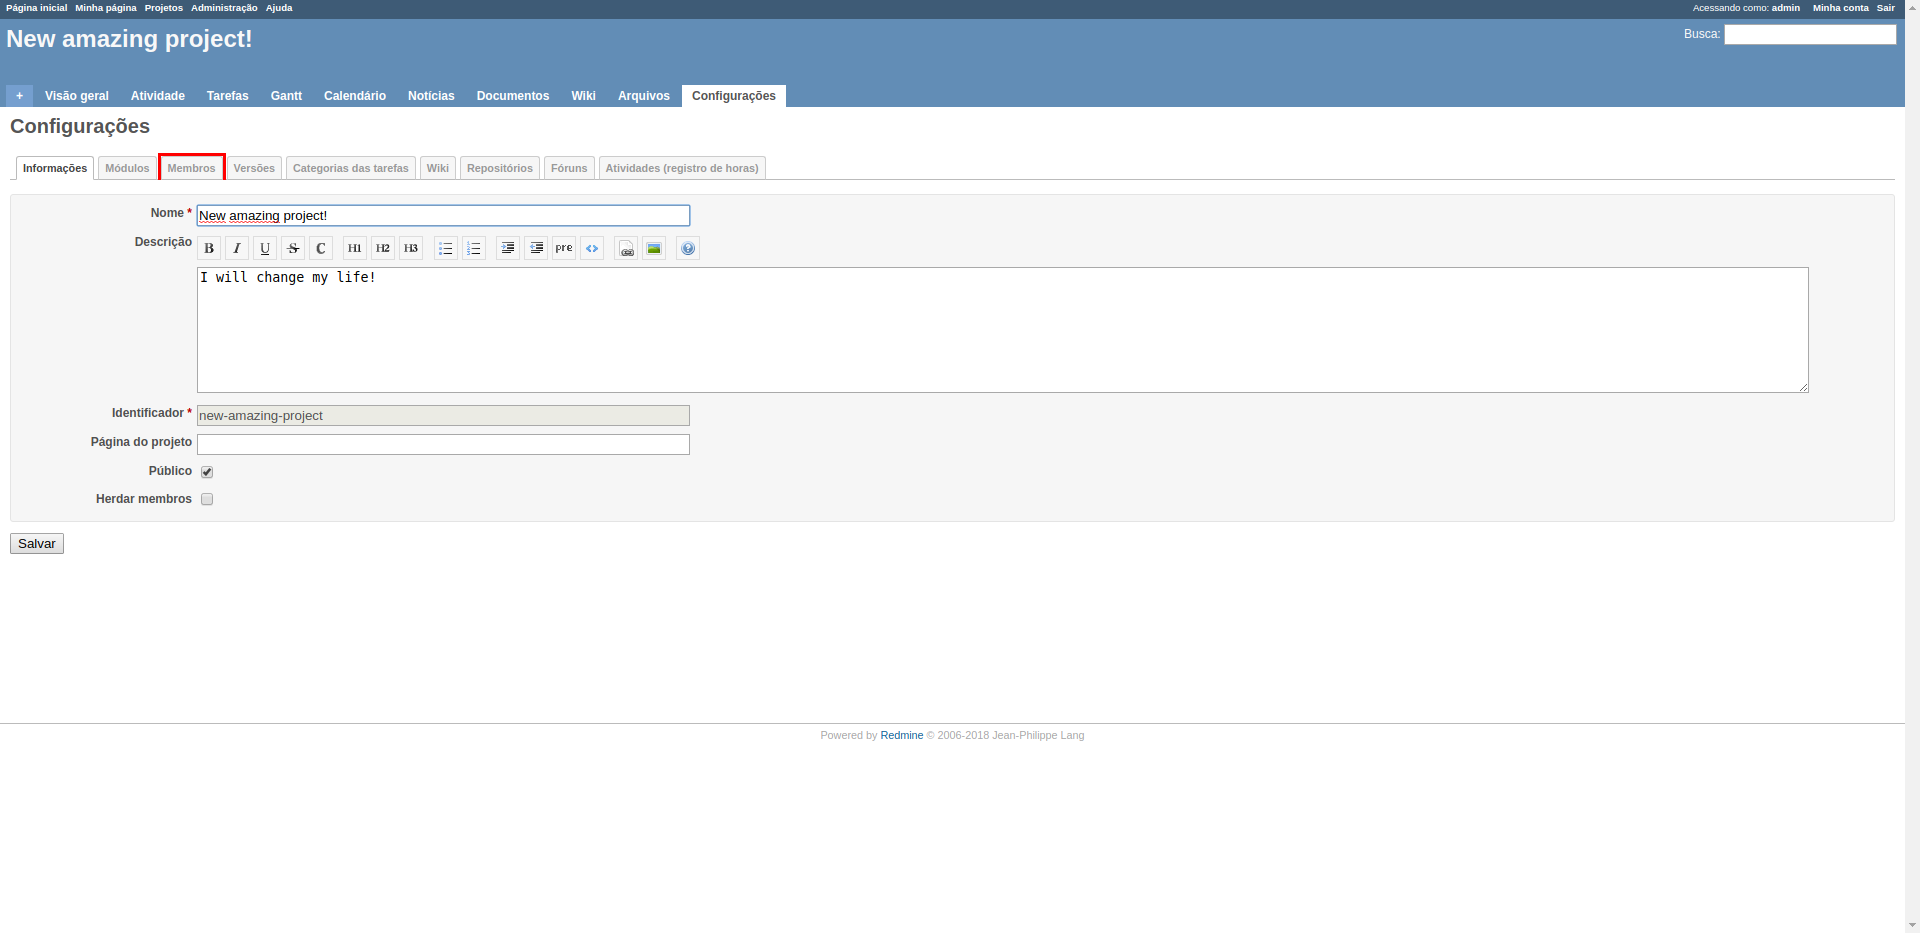 Página inicial Minha página Projetos Administração Ajuda Acessando como: admin Minha conta Sair
New amazing project! Busca:
+ Visão geral Atividade Tarefas Gantt Calendário Notícias Documentos Wiki Arquivos Configurações
Configurações
Informações Módulos Membros Versões Categorias das tarefas Wiki Repositórios Fóruns Atividades (registro de horas)
Nome * New amazing project!
Descrição B I U S C H1 H2 H3 pre <>
I will change my life!
Identificador * new-amazing-project
Página do projeto
Público
Herdar membros
Salvar
Powered by Redmine © 2006-2018 Jean-Philippe Lang